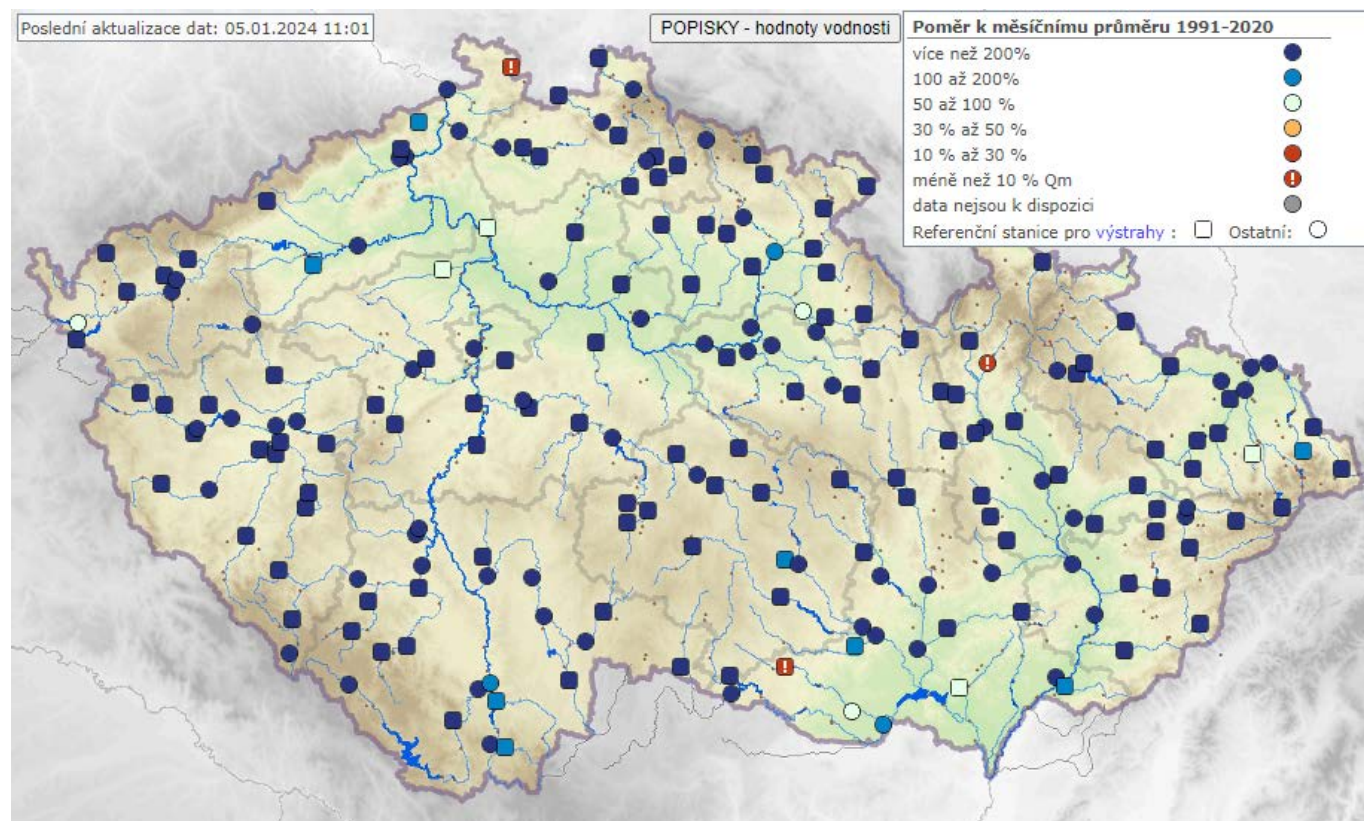 Poslední aktualizace dat: 05.01.2024 11:01
POPISKY - hodnoty vodnosti
Poměr k měsíčnímu průměru 1991-2020
více než 200%
100 až 200%
50 až 100 %
30 % až 50 %
10 % až 30 %
méně než 10 % Qm
data nejsou k dispozici
Referenční stanice pro výstrahy : Ostatní: